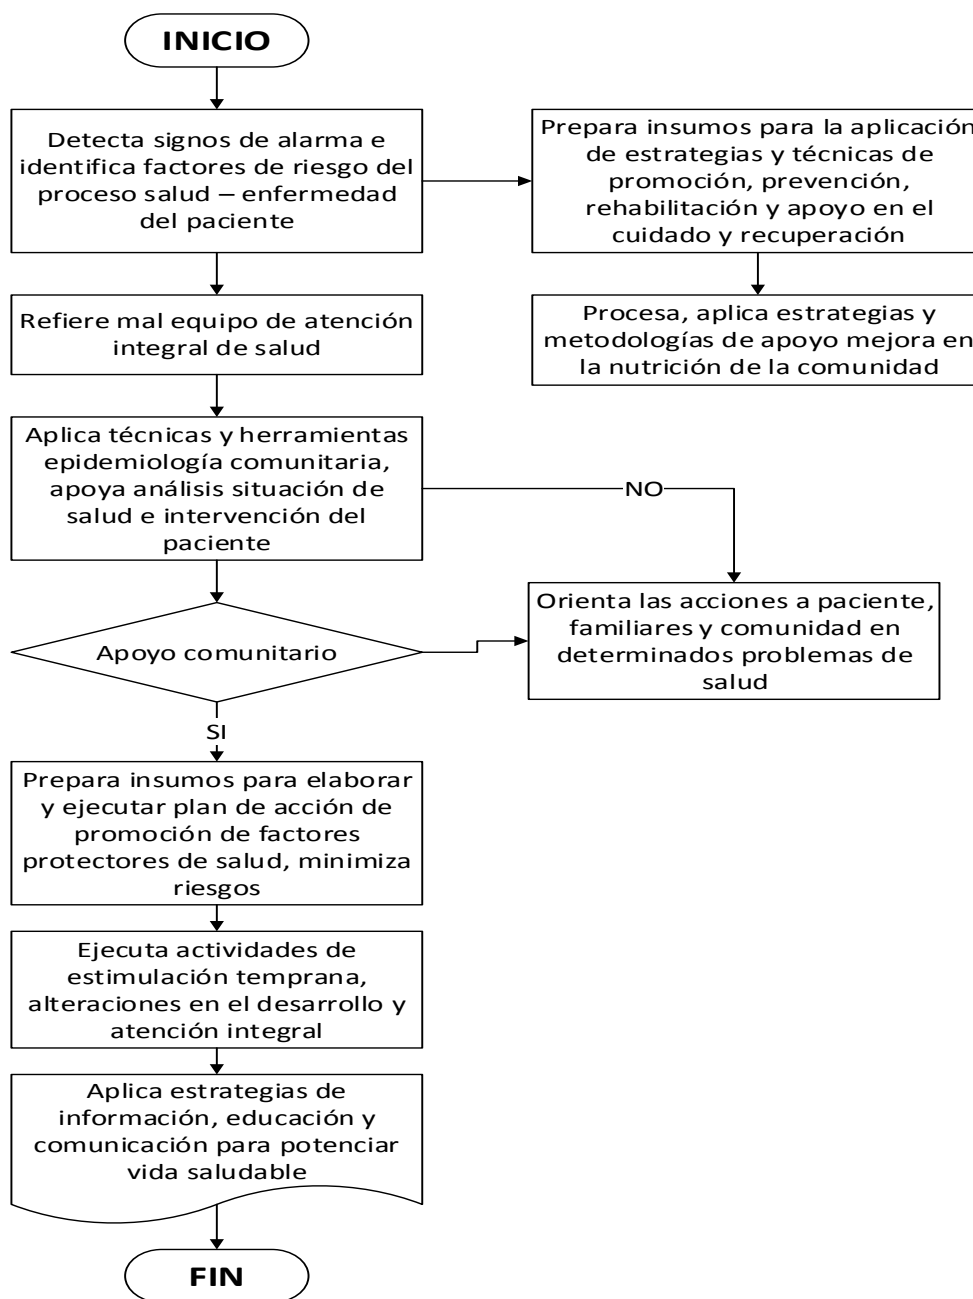 INICIO
Detecta signos de alarma e
identifica factores de riesgo del
proceso salud – enfermedad
del paciente
Prepara insumos para la aplicación
de estrategias y técnicas de
promoción, prevención,
rehabilitación y apoyo en el
cuidado y recuperación
Refiere mal equipo de atención
integral de salud
Procesa, aplica estrategias y
metodologías de apoyo mejora en
la nutrición de la comunidad
Aplica técnicas y herramientas
epidemiología comunitaria,
apoya análisis situación de
salud e intervención del
paciente
NO
Orienta las acciones a paciente,
familiares y comunidad en
determinados problemas de
salud
Apoyo comunitario
SI
Prepara insumos para elaborar
y ejecutar plan de acción de
promoción de factores
protectores de salud, minimiza
riesgos
Ejecuta actividades de
estimulación temprana,
alteraciones en el desarrollo y
atención integral
Aplica estrategias de
información, educación y
comunicación para potenciar
vida saludable
FIN